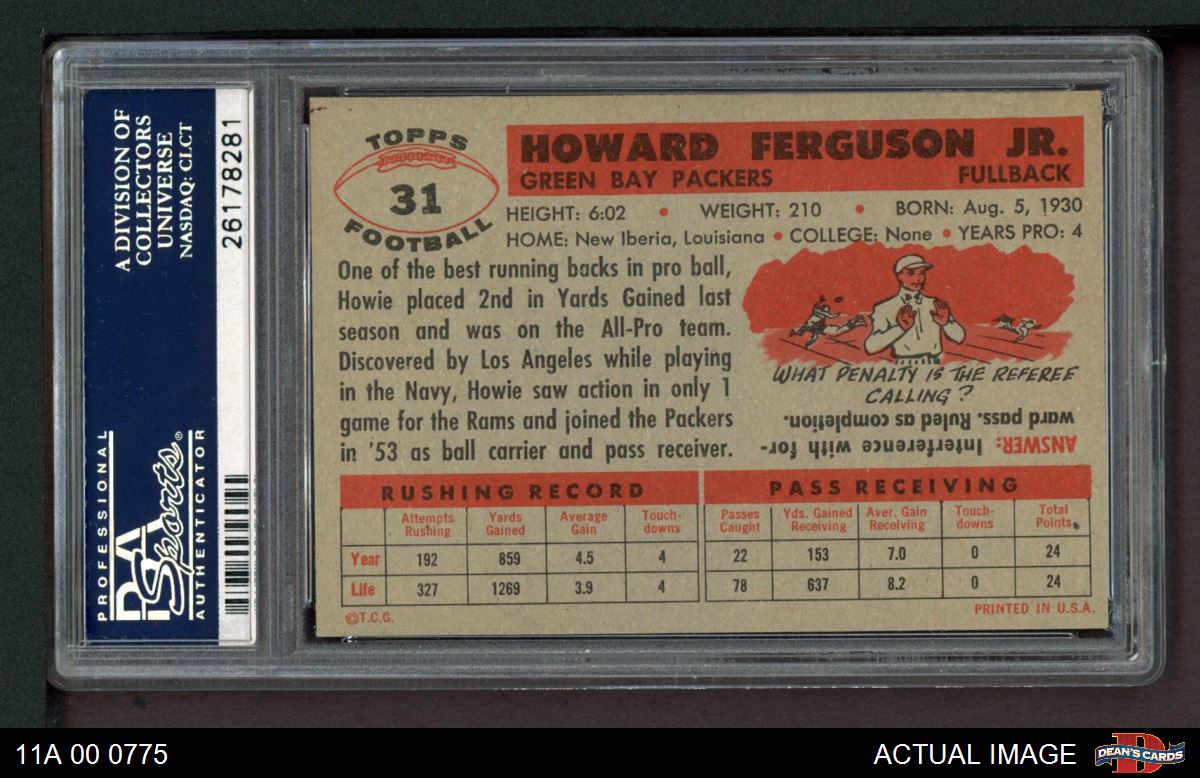 A DIVISION OF
COLLECTORS
UNIVERSE
NASDAQ: CLCT
26178281
PROFESSIONAL
PSA
Sports®
AUTHENTICATOR
TOPPS
31
FOOTBALL
HOWARD FERGUSON JR.
GREEN BAY PACKERS FULLBACK
HEIGHT: 6:02 • WEIGHT: 210 • BORN: Aug. 5, 1930
HOME: New Iberia, Louisiana • COLLEGE: None • YEARS PRO: 4
One of the best running backs in pro ball,
Howie placed 2nd in Yards Gained last
season and was on the All-Pro team.
Discovered by Los Angeles while playing
in the Navy, Howie saw action in only 1
game for the Rams and joined the Packers
in '53 as ball carrier and pass receiver.
WHAT PENALTY IS THE REFEREE
CALLING?
ANSWER: Interference with for-
ward pass. Ruled as completion.
RUSHING RECORD
Attempts Rushing Yards Gained Average Gain Touch-downs
Year 192 859 4.5 4
Life 327 1269 3.9 4
PASS RECEIVING
Passes Caught Yds. Gained Receiving Aver. Gain Receiving Touch-downs Total Points
22 153 7.0 0 24
78 637 8.2 0 24
©T.C.G.
PRINTED IN U.S.A.
11A 00 0775
ACTUAL IMAGE
D
DEAN'S CARDS